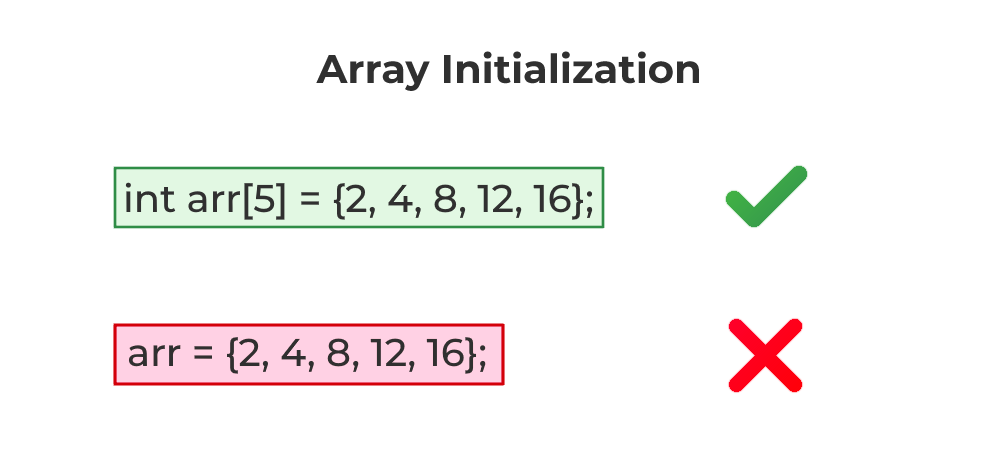 Array Initialization
int arr[5] = {2, 4, 8, 12, 16};
arr = {2, 4, 8, 12, 16};